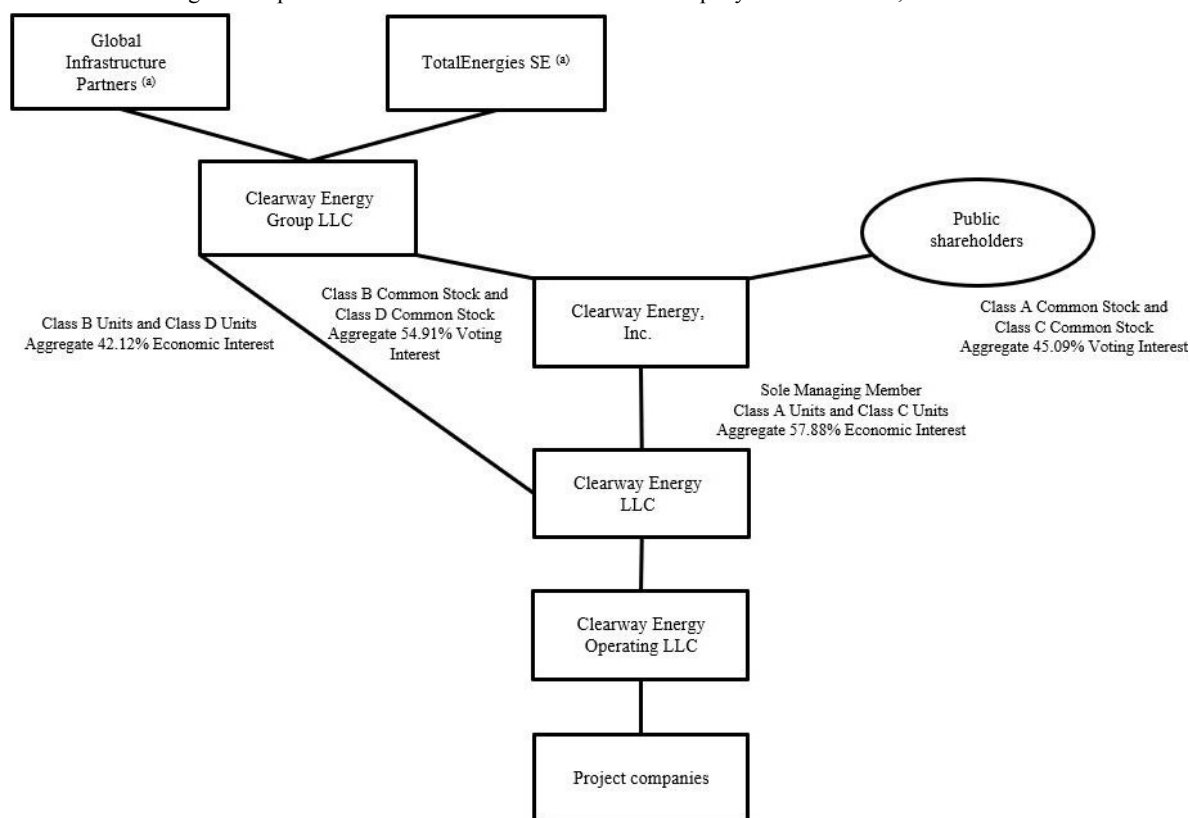 Global
Infrastructure
Partners (a)
TotalEnergies SE (a)
Clearway Energy
Group LLC
Public
shareholders
Class B Units and Class D Units
Aggregate 42.12% Economic Interest
Class B Common Stock and
Class D Common Stock
Aggregate 54.91% Voting
Interest
Clearway Energy,
Inc.
Class A Common Stock and
Class C Common Stock
Aggregate 45.09% Voting Interest
Sole Managing Member
Class A Units and Class C Units
Aggregate 57.88% Economic Interest
Clearway Energy
LLC
Clearway Energy
Operating LLC
Project companies